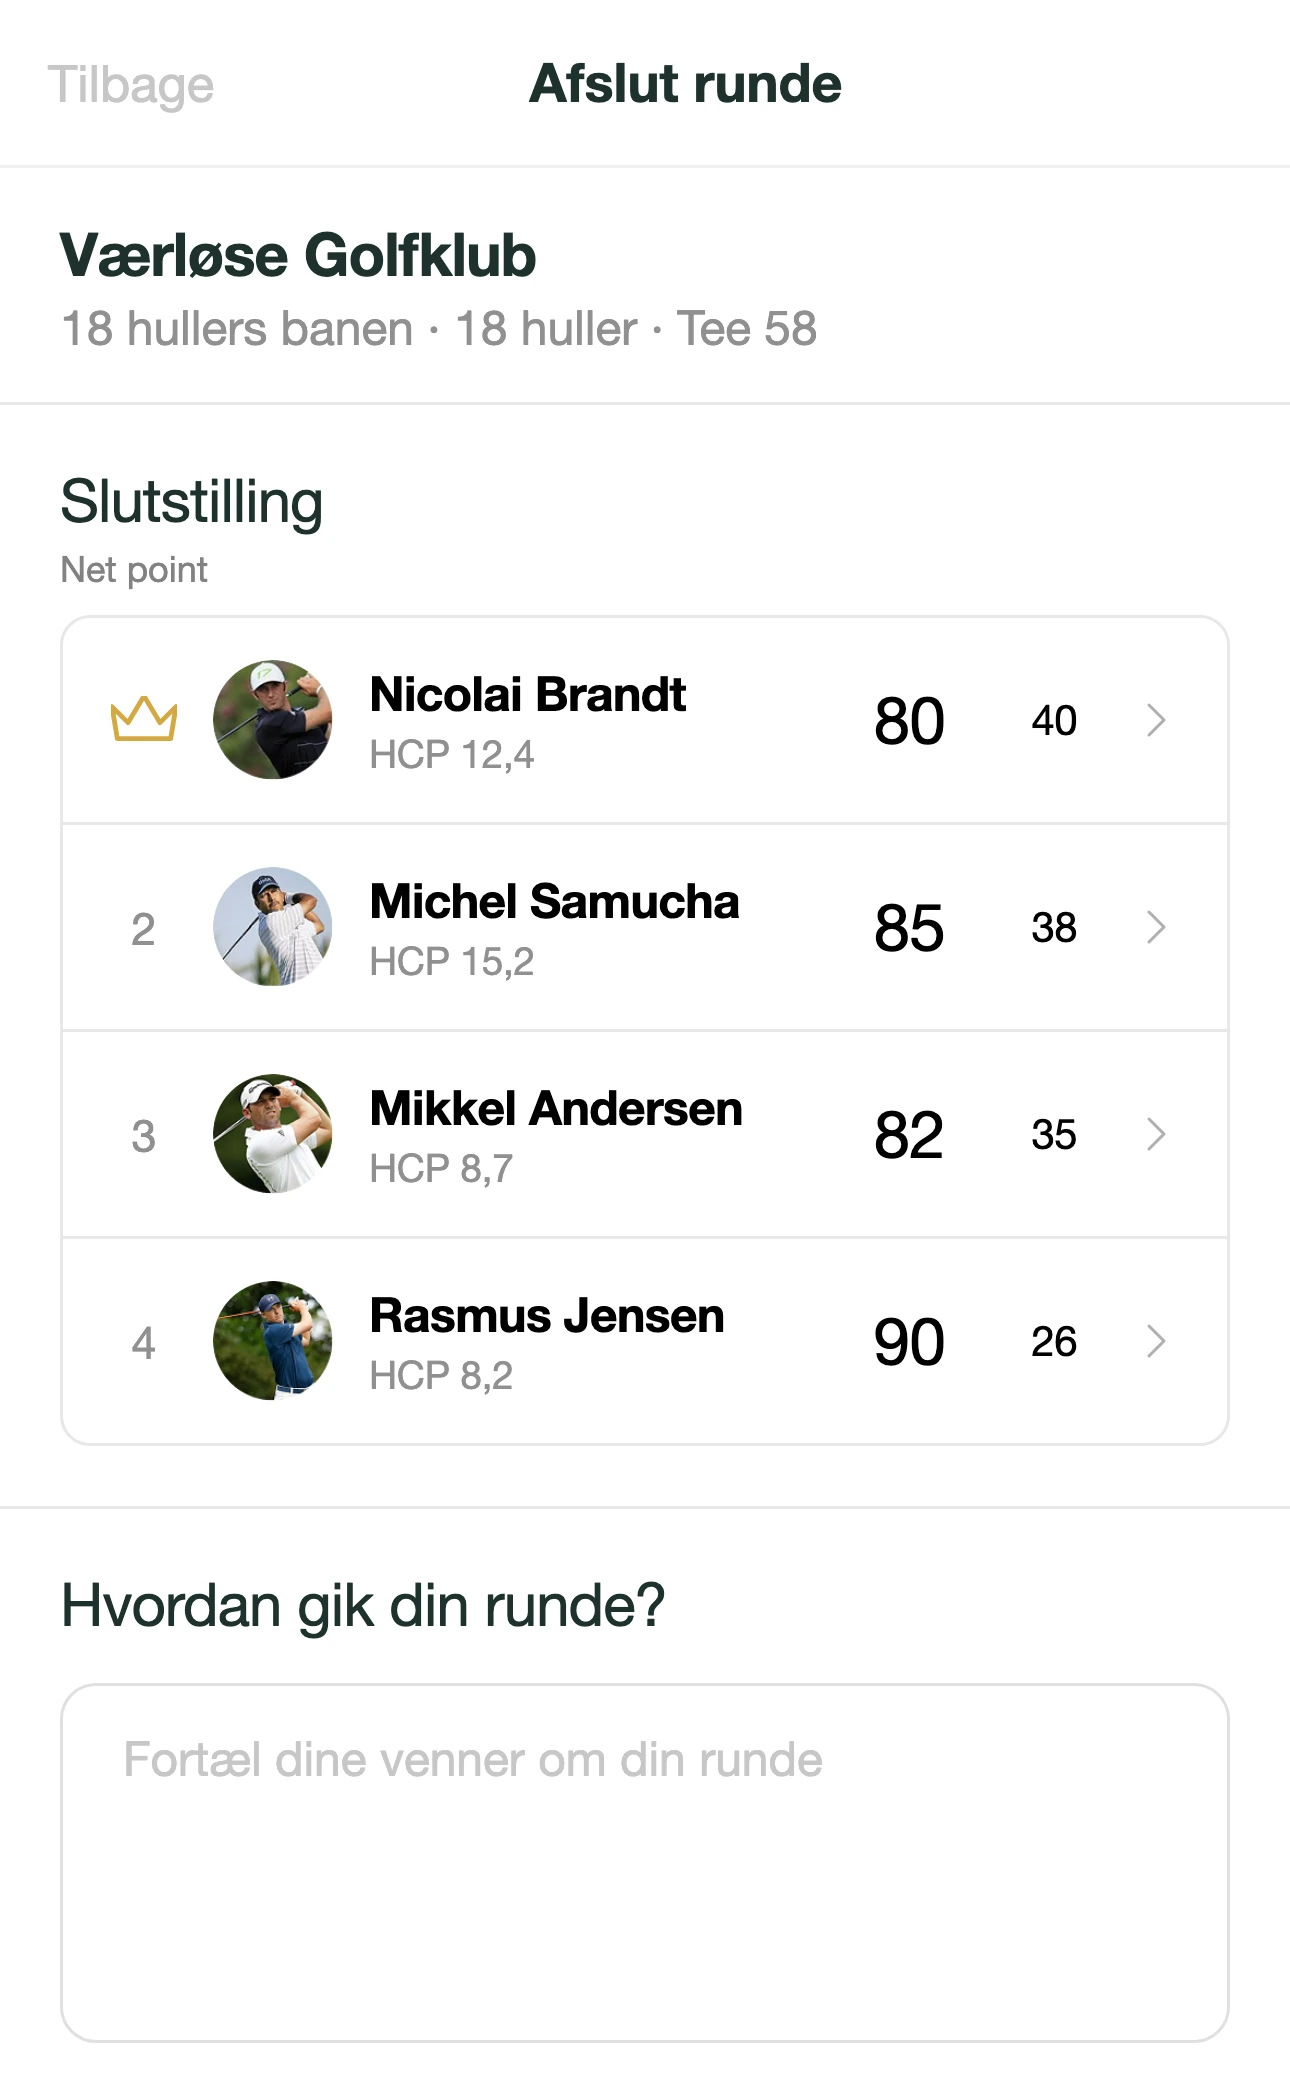 Tilbage
Afslut runde
Værløse Golfklub
18 hullers banen · 18 huller · Tee 58
Slutstilling
Net point
Nicolai Brandt
HCP 12,4
80
40
2
Michel Samucha
HCP 15,2
85
38
3
Mikkel Andersen
HCP 8,7
82
35
4
Rasmus Jensen
HCP 8,2
90
26
Hvordan gik din runde?
Fortæl dine venner om din runde